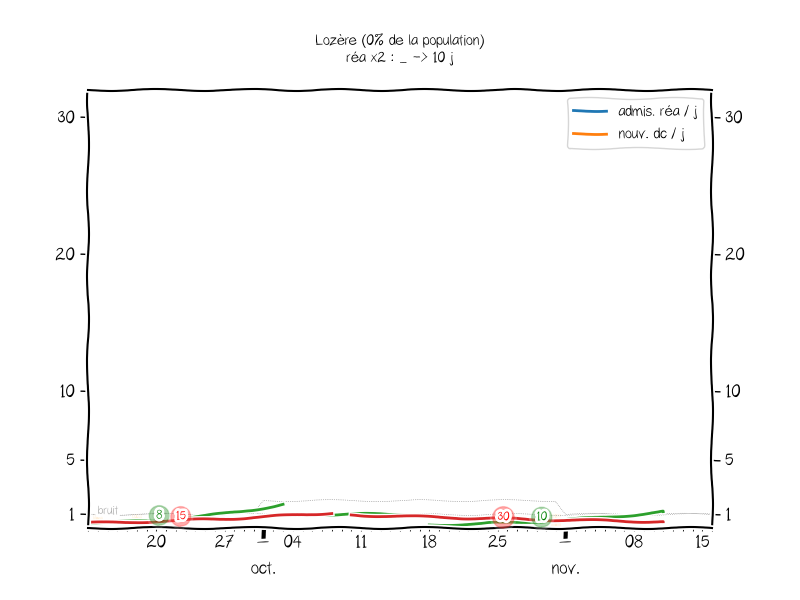 Lozère (0% de la population)
réa x2 : _ -> 10 j
admis. réa / j
nouv. dc / j
30 30
20 20
10 10
5 5
1 1
bruit
8 15 30 10
20 27 04 11 18 25 08 15
oct. nov.